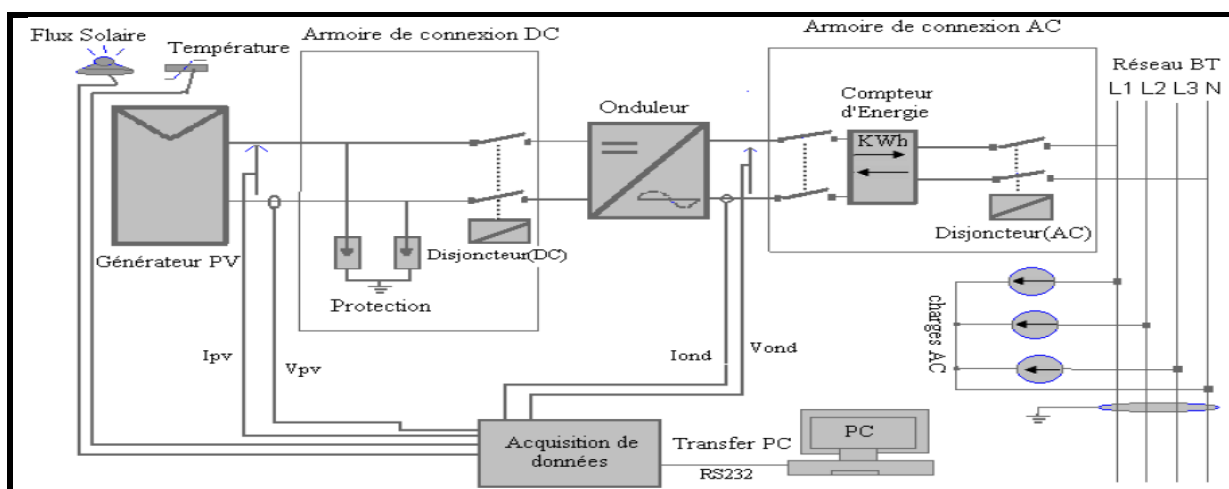 Flux Solaire
Température
Armoire de connexion DC
Armoire de connexion AC
Réseau BT
L1 L2 L3 N
Onduleur
Compteur
d'Energie
KWh
Générateur PV
Disjoncteur(DC)
Disjoncteur(AC)
Protection
charges AC
Ipv
Vpv
Iond
Vond
Acquisition de
données
Transfer PC
RS232
PC